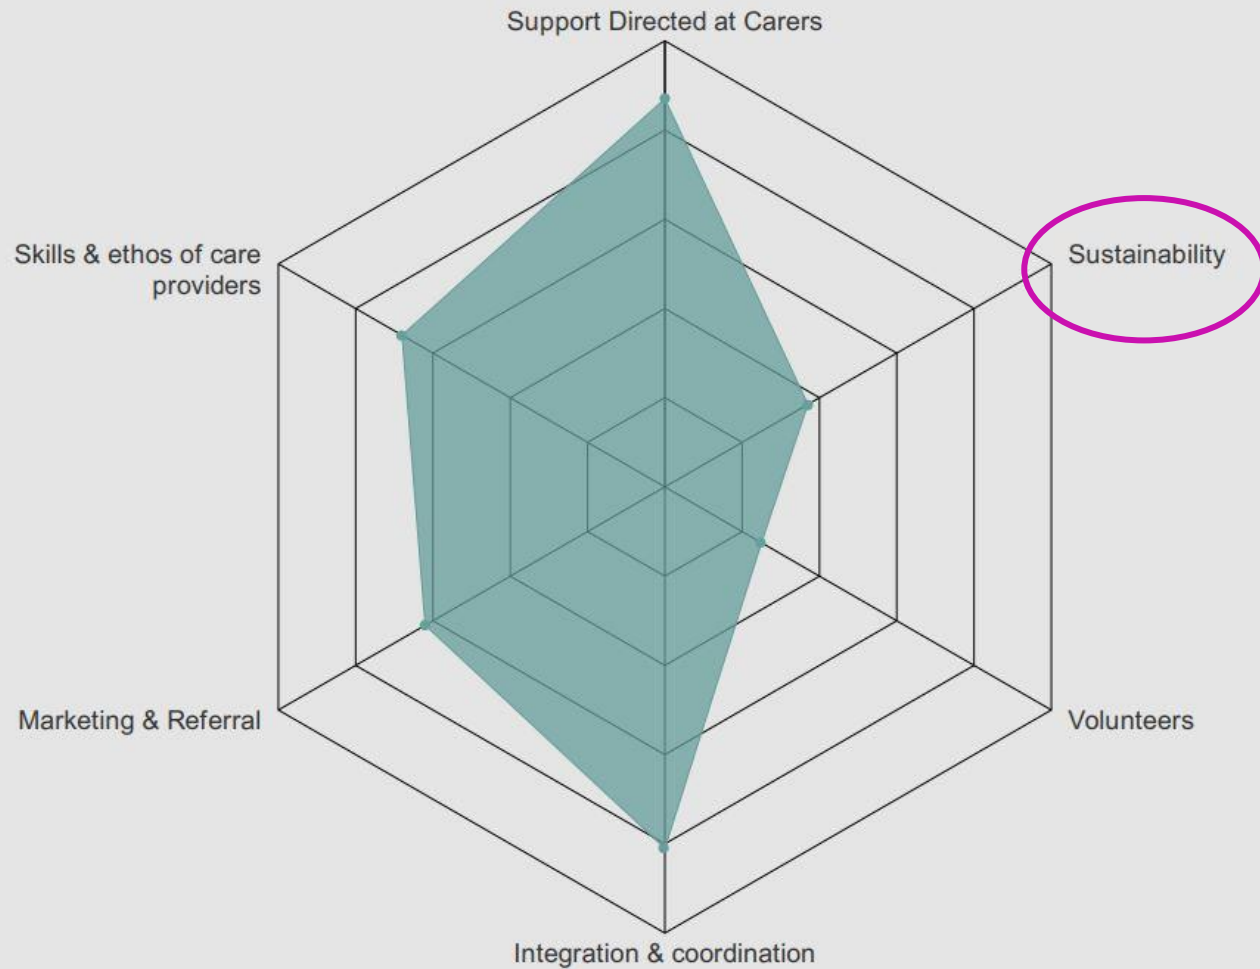 Support Directed at Carers
Skills & ethos of care
providers
Sustainability
Marketing & Referral
Volunteers
Integration & coordination